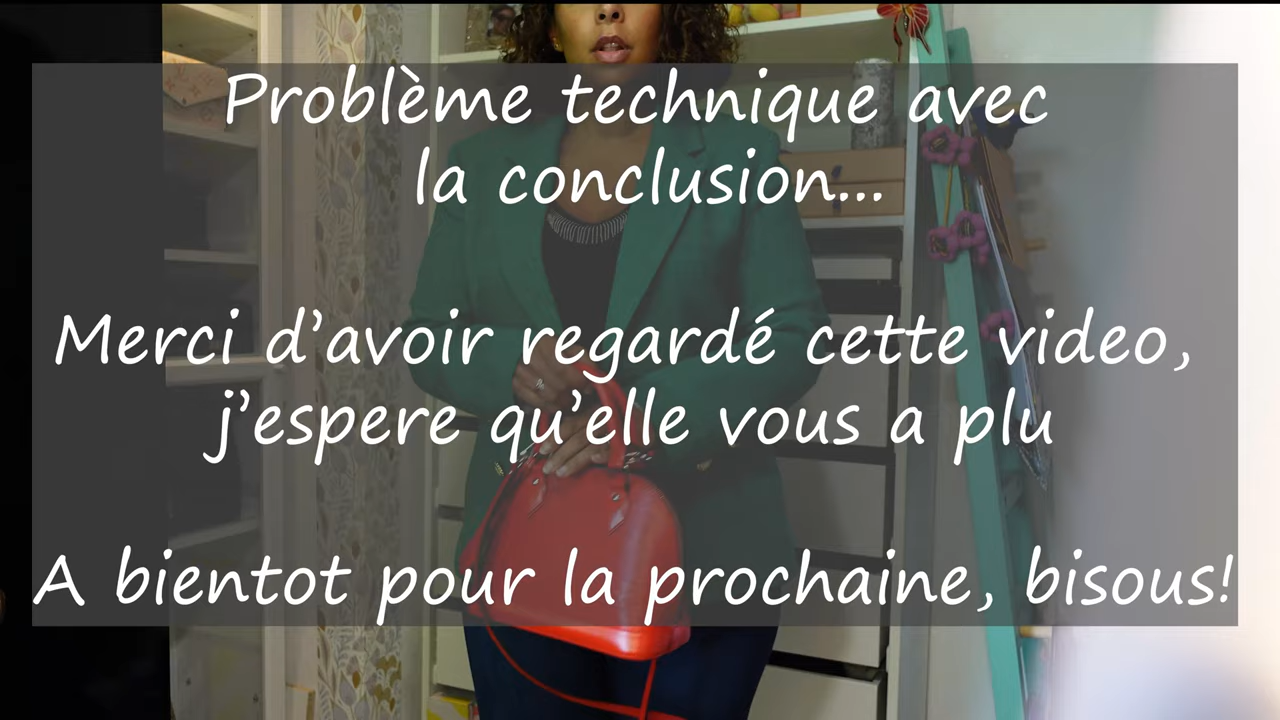 Problème technique avec
la conclusion...
Merci d'avoir regardé cette video,
j'espere qu'elle vous a plu
A bientot pour la prochaine, bisous!